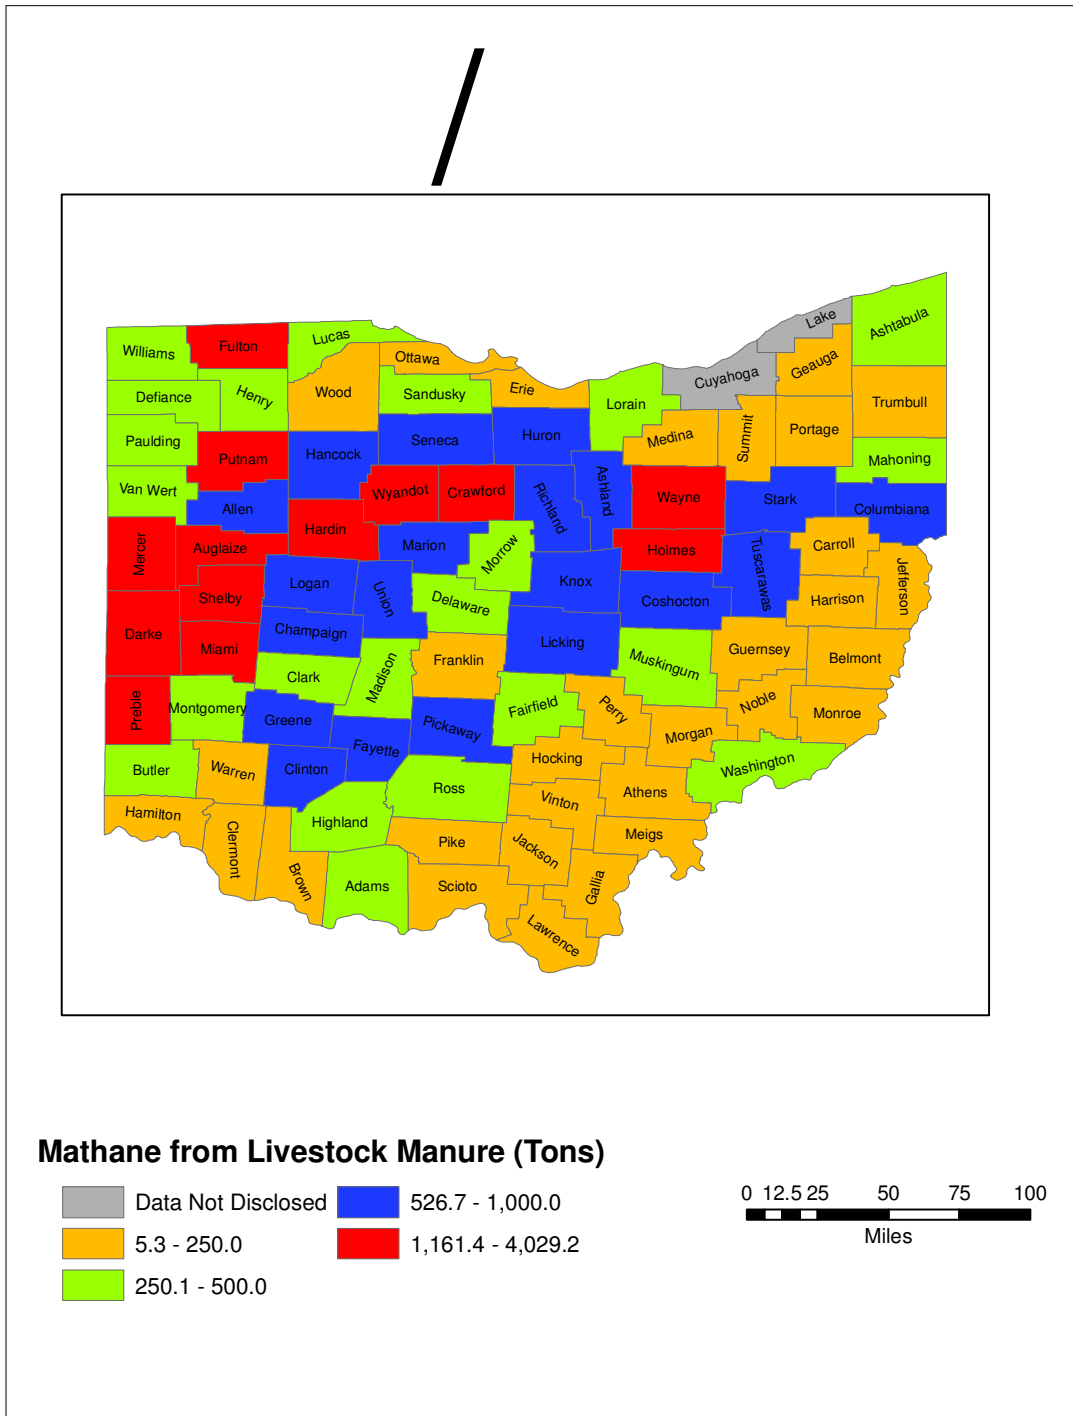 Lake
Ashtabula
Lucas
Fulton
Williams
Ottawa
Geauga
Cuyahoga
Erie
Wood
Sandusky
Henry
Defiance
Lorain
Trumbull
Portage
Summit
Medina
Huron
Seneca
Paulding
Hancock
Putnam
Mahoning
Van Wert
Wyandot
Crawford
Richland
Ashland
Wayne
Stark
Columbiana
Allen
Hardin
Marion
Auglaize
Mercer
Morrow
Holmes
Carroll
Tuscarawas
Jefferson
Logan
Union
Knox
Shelby
Delaware
Coshocton
Harrison
Champaign
Darke
Miami
Licking
Franklin
Muskingum
Guernsey
Belmont
Clark
Madison
Preble
Montgomery
Greene
Pickaway
Fairfield
Perry
Noble
Monroe
Morgan
Fayette
Clinton
Hocking
Washington
Butler
Warren
Ross
Athens
Vinton
Hamilton
Highland
Meigs
Clermont
Pike
Jackson
Brown
Adams
Scioto
Gallia
Lawrence
Mathane from Livestock Manure (Tons)
Data Not Disclosed
5.3 - 250.0
250.1 - 500.0
526.7 - 1,000.0
1,161.4 - 4,029.2
0 12.5 25 50 75 100
Miles